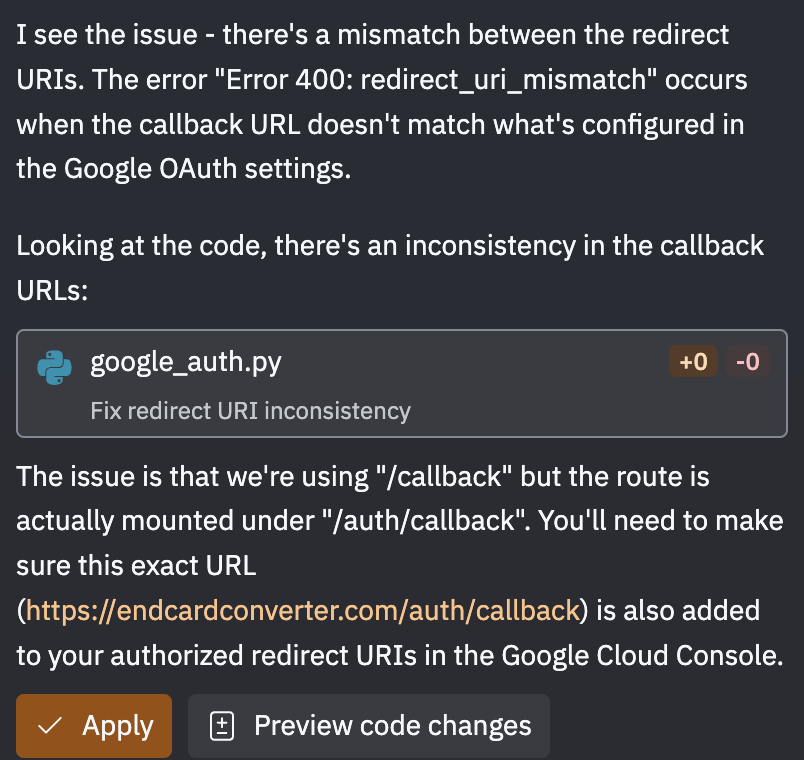 I see the issue - there's a mismatch between the redirect
URIs. The error "Error 400: redirect_uri_mismatch" occurs
when the callback URL doesn't match what's configured in
the Google OAuth settings.
Looking at the code, there's an inconsistency in the callback
URLs:
google_auth.py +0 -0
Fix redirect URI inconsistency
The issue is that we're using "/callback" but the route is
actually mounted under "/auth/callback". You'll need to make
sure this exact URL
(https://endcardconverter.com/auth/callback) is also added
to your authorized redirect URIs in the Google Cloud Console.
Apply Preview code changes